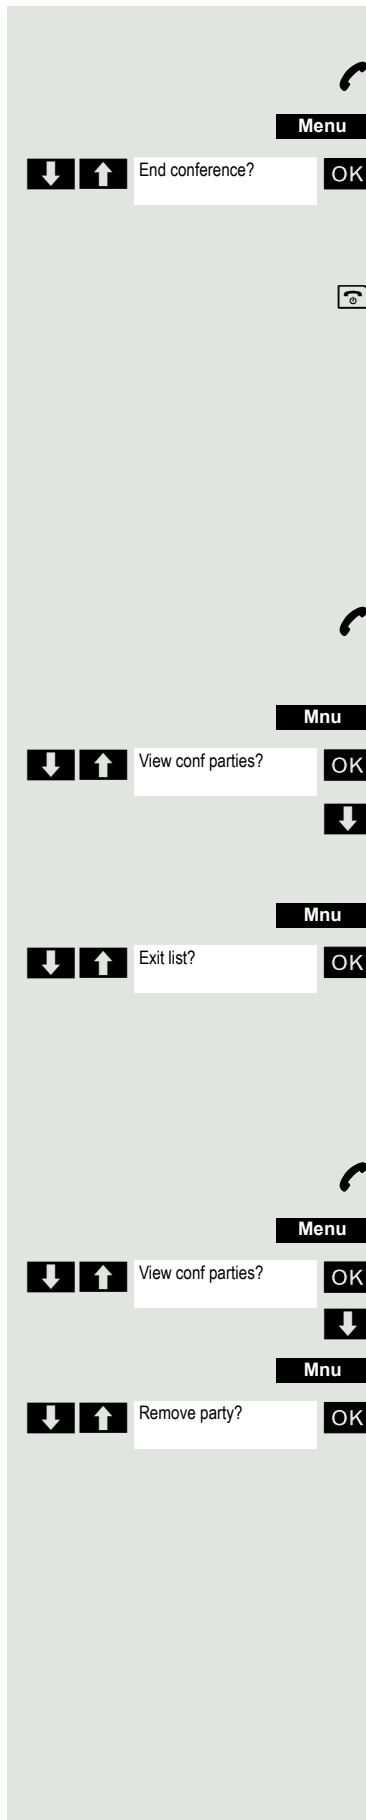 Menu
End conference? OK
Mnu
View conf parties? OK
Mnu
Exit list? OK
Menu
View conf parties? OK
Mnu
Remove party? OK